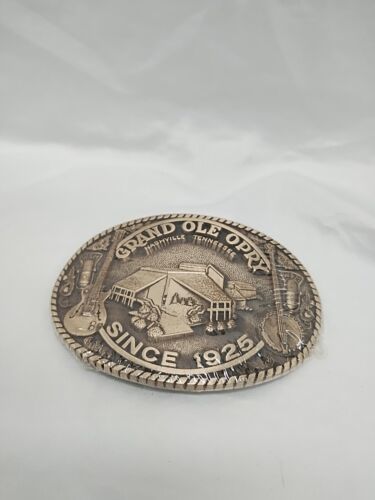 GRAND OLE OPRY
NASHVILLE TENNESSEE
SINCE 1925